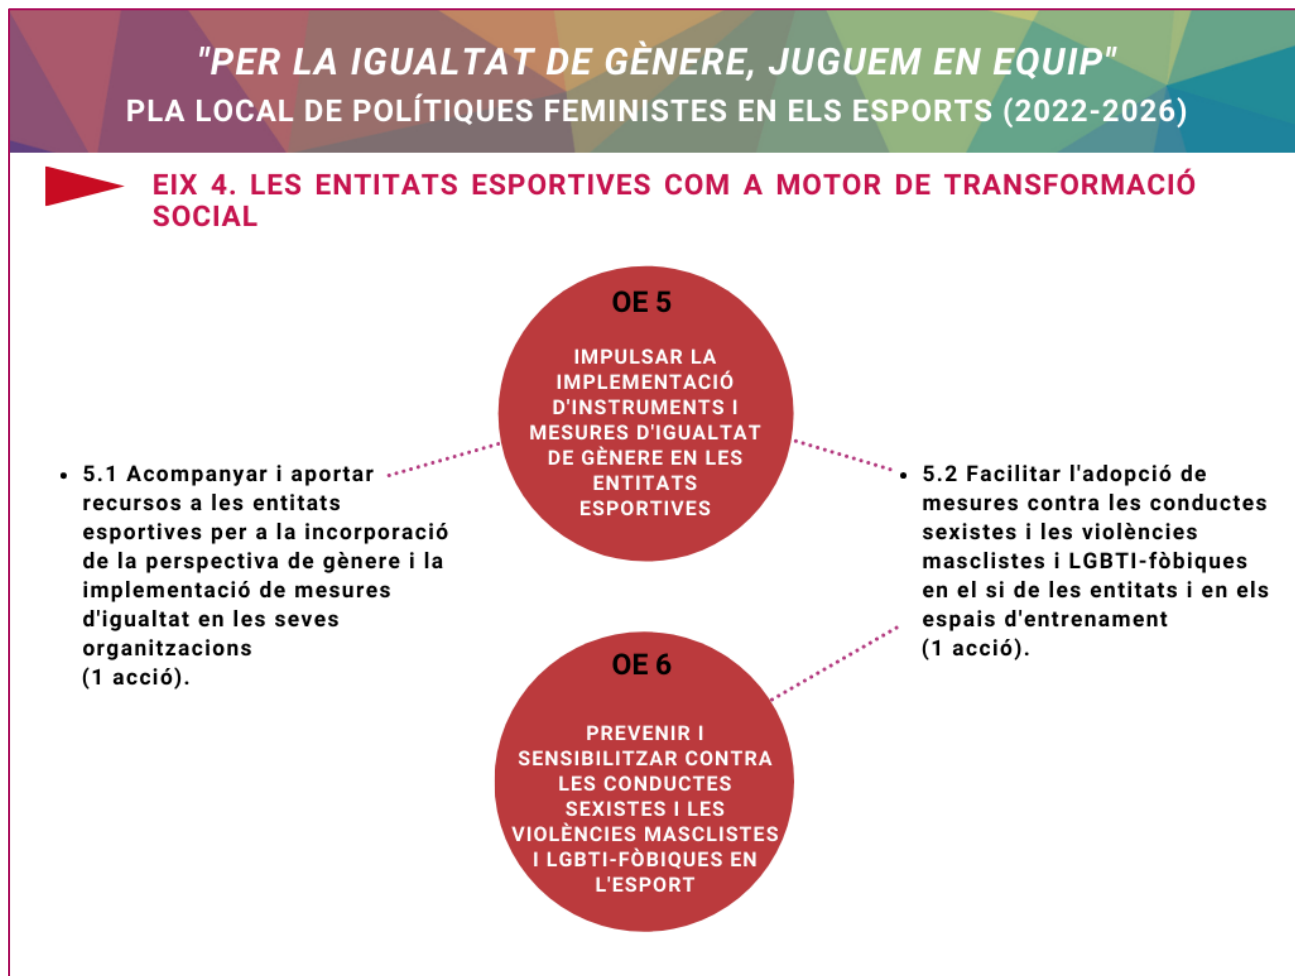 "PER LA IGUALTAT DE GÈNERE, JUGUEM EN EQUIP"
PLA LOCAL DE POLÍTIQUES FEMINISTES EN ELS ESPORTS (2022-2026)
EIX 4. LES ENTITATS ESPORTIVES COM A MOTOR DE TRANSFORMACIÓ
SOCIAL
OE 5
IMPULSAR LA
IMPLEMENTACIÓ
D'INSTRUMENTS I
MESURES D'IGUALTAT
DE GÈNERE EN LES
ENTITATS
ESPORTIVES
• 5.1 Acompanyar i aportar
recursos a les entitats
esportives per a la incorporació
de la perspectiva de gènere i la
implementació de mesures
d'igualtat en les seves
organitzacions
(1 acció).
• 5.2 Facilitar l'adopció de
mesures contra les conductes
sexistes i les violències
masclistes i LGBTI-fòbiques
en el si de les entitats i en els
espais d'entrenament
(1 acció).
OE 6
PREVENIR I
SENSIBILITZAR CONTRA
LES CONDUCTES
SEXISTES I LES
VIOLÈNCIES MASCLISTES
I LGBTI-FÒBIQUES EN
L'ESPORT